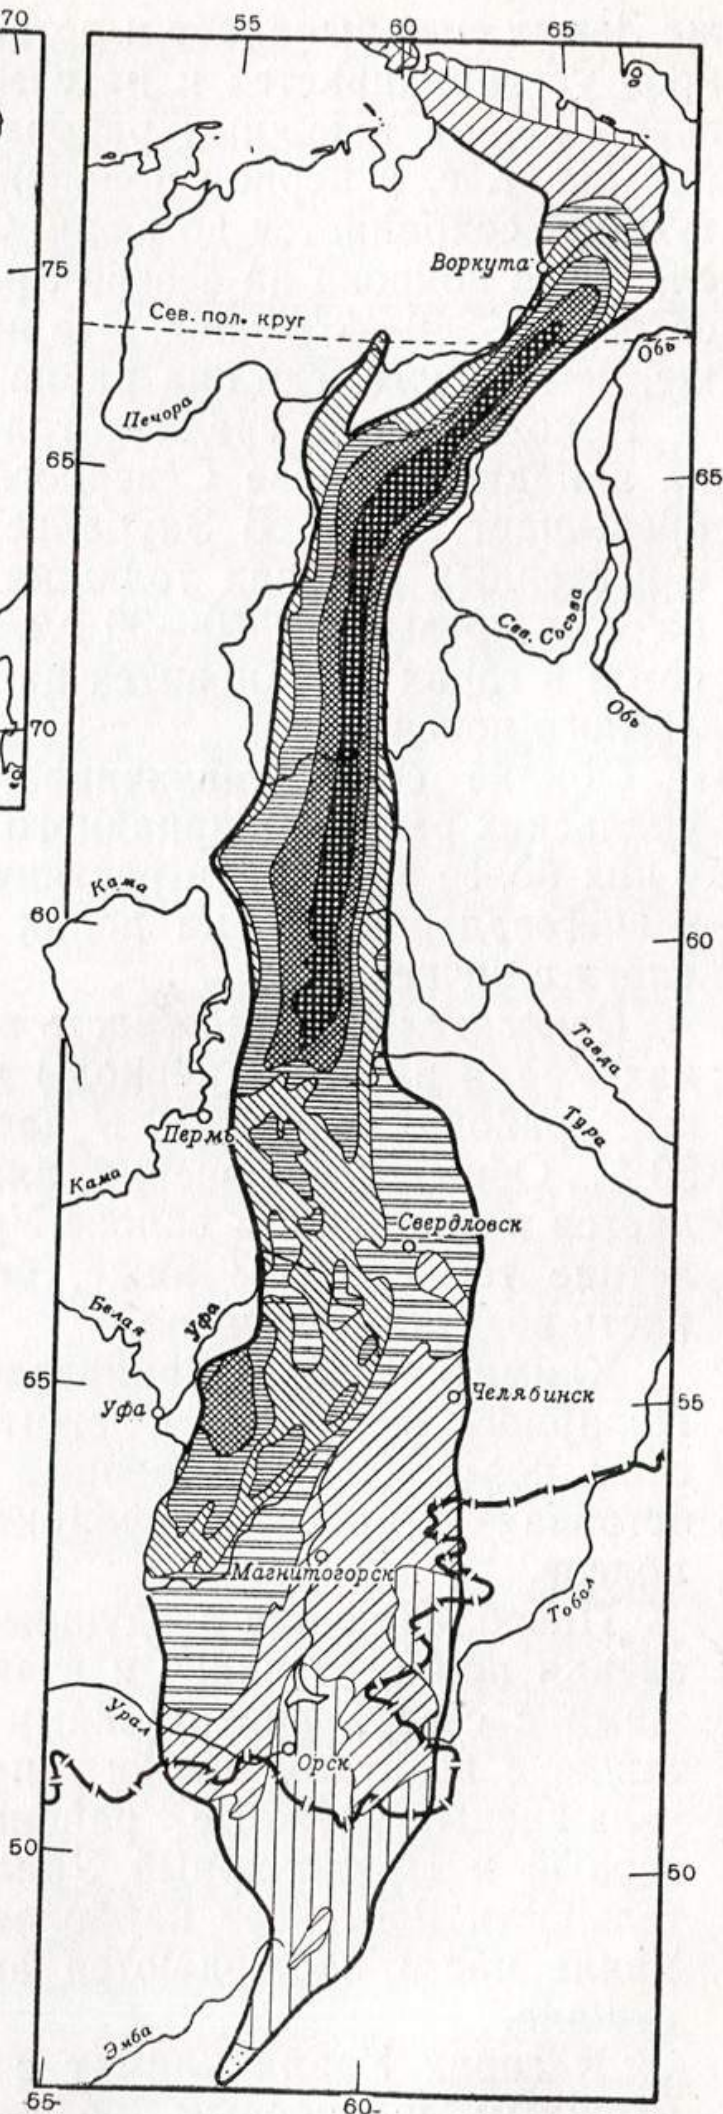 70
55 60 65
Воркута
75
Сев. пол. круг
Обь
Печора
65
65
Сев. Сосьва
Обь
70
Кама
60
60
Тавда
Тура
Пермь
Кама
Свердловск
Белая
Уфа
55
Челябинск
55
Уфа
Магнитогорск
Тобол
Урал
Орск
50
50
Эмба
55
60